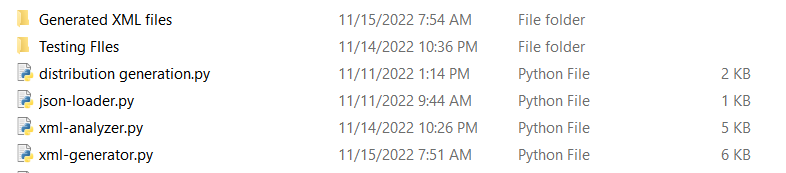 Generated XML files 11/15/2022 7:54 AM File folder
Testing FIles 11/14/2022 10:36 PM File folder
distribution generation.py 11/11/2022 1:14 PM Python File 2 KB
json-loader.py 11/11/2022 9:44 AM Python File 1 KB
xml-analyzer.py 11/14/2022 10:26 PM Python File 5 KB
xml-generator.py 11/15/2022 7:51 AM Python File 6 KB